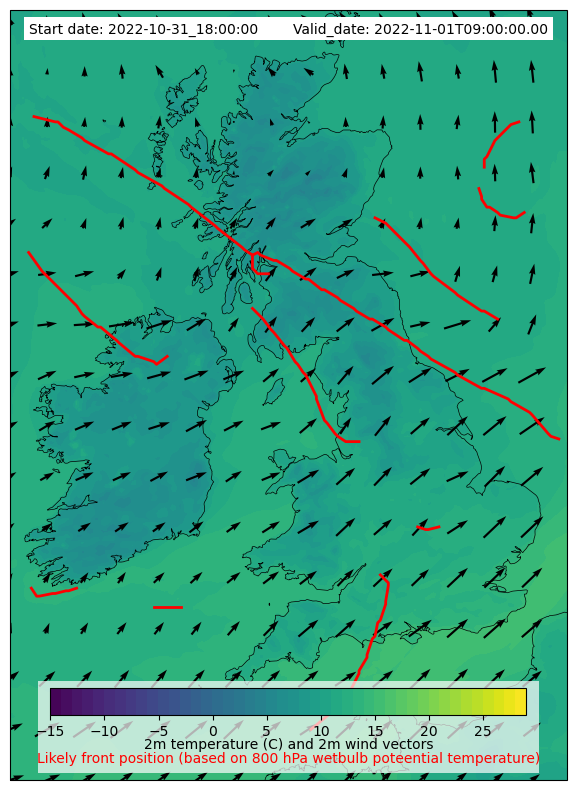 Start date: 2022-10-31_18:00:00 Valid_date: 2022-11-01T09:00:00.00
−15 −10 −5 0 5 10 15 20 25
2m temperature (C) and 2m wind vectors
Likely front position (based on 800 hPa wetbulb poteential temperature)